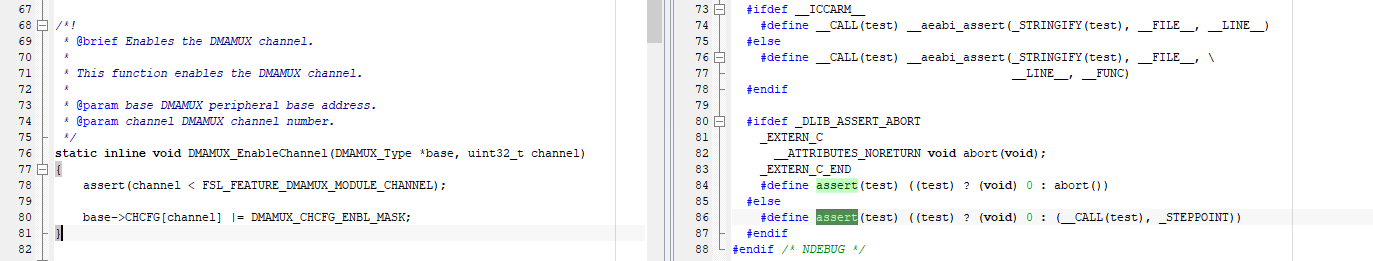 67
68 /*!
69 * @brief Enables the DMAMUX channel.
70 *
71 * This function enables the DMAMUX channel.
72 *
73 * @param base DMAMUX peripheral base address.
74 * @param channel DMAMUX channel number.
75 */
76 static inline void DMAMUX_EnableChannel(DMAMUX_Type *base, uint32_t channel)
77 {
78 assert(channel < FSL_FEATURE_DMAMUX_MODULE_CHANNEL);
79
80 base->CHCFG[channel] |= DMAMUX_CHCFG_ENBL_MASK;
81 }
82
73 #ifdef __ICCARM__
74 #define __CALL(test) __aeabi_assert(_STRINGIFY(test), __FILE__, __LINE__)
75 #else
76 #define __CALL(test) __aeabi_assert(_STRINGIFY(test), __FILE__, \
77 __LINE__, __FUNC)
78 #endif
79
80 #ifdef _DLIB_ASSERT_ABORT
81 _EXTERN_C
82 __ATTRIBUTES_NORETURN void abort(void);
83 _EXTERN_C_END
84 #define assert(test) ((test) ? (void) 0 : abort())
85 #else
86 #define assert(test) ((test) ? (void) 0 : (__CALL(test), _STEPPOINT))
87 #endif
88 #endif /* NDEBUG */